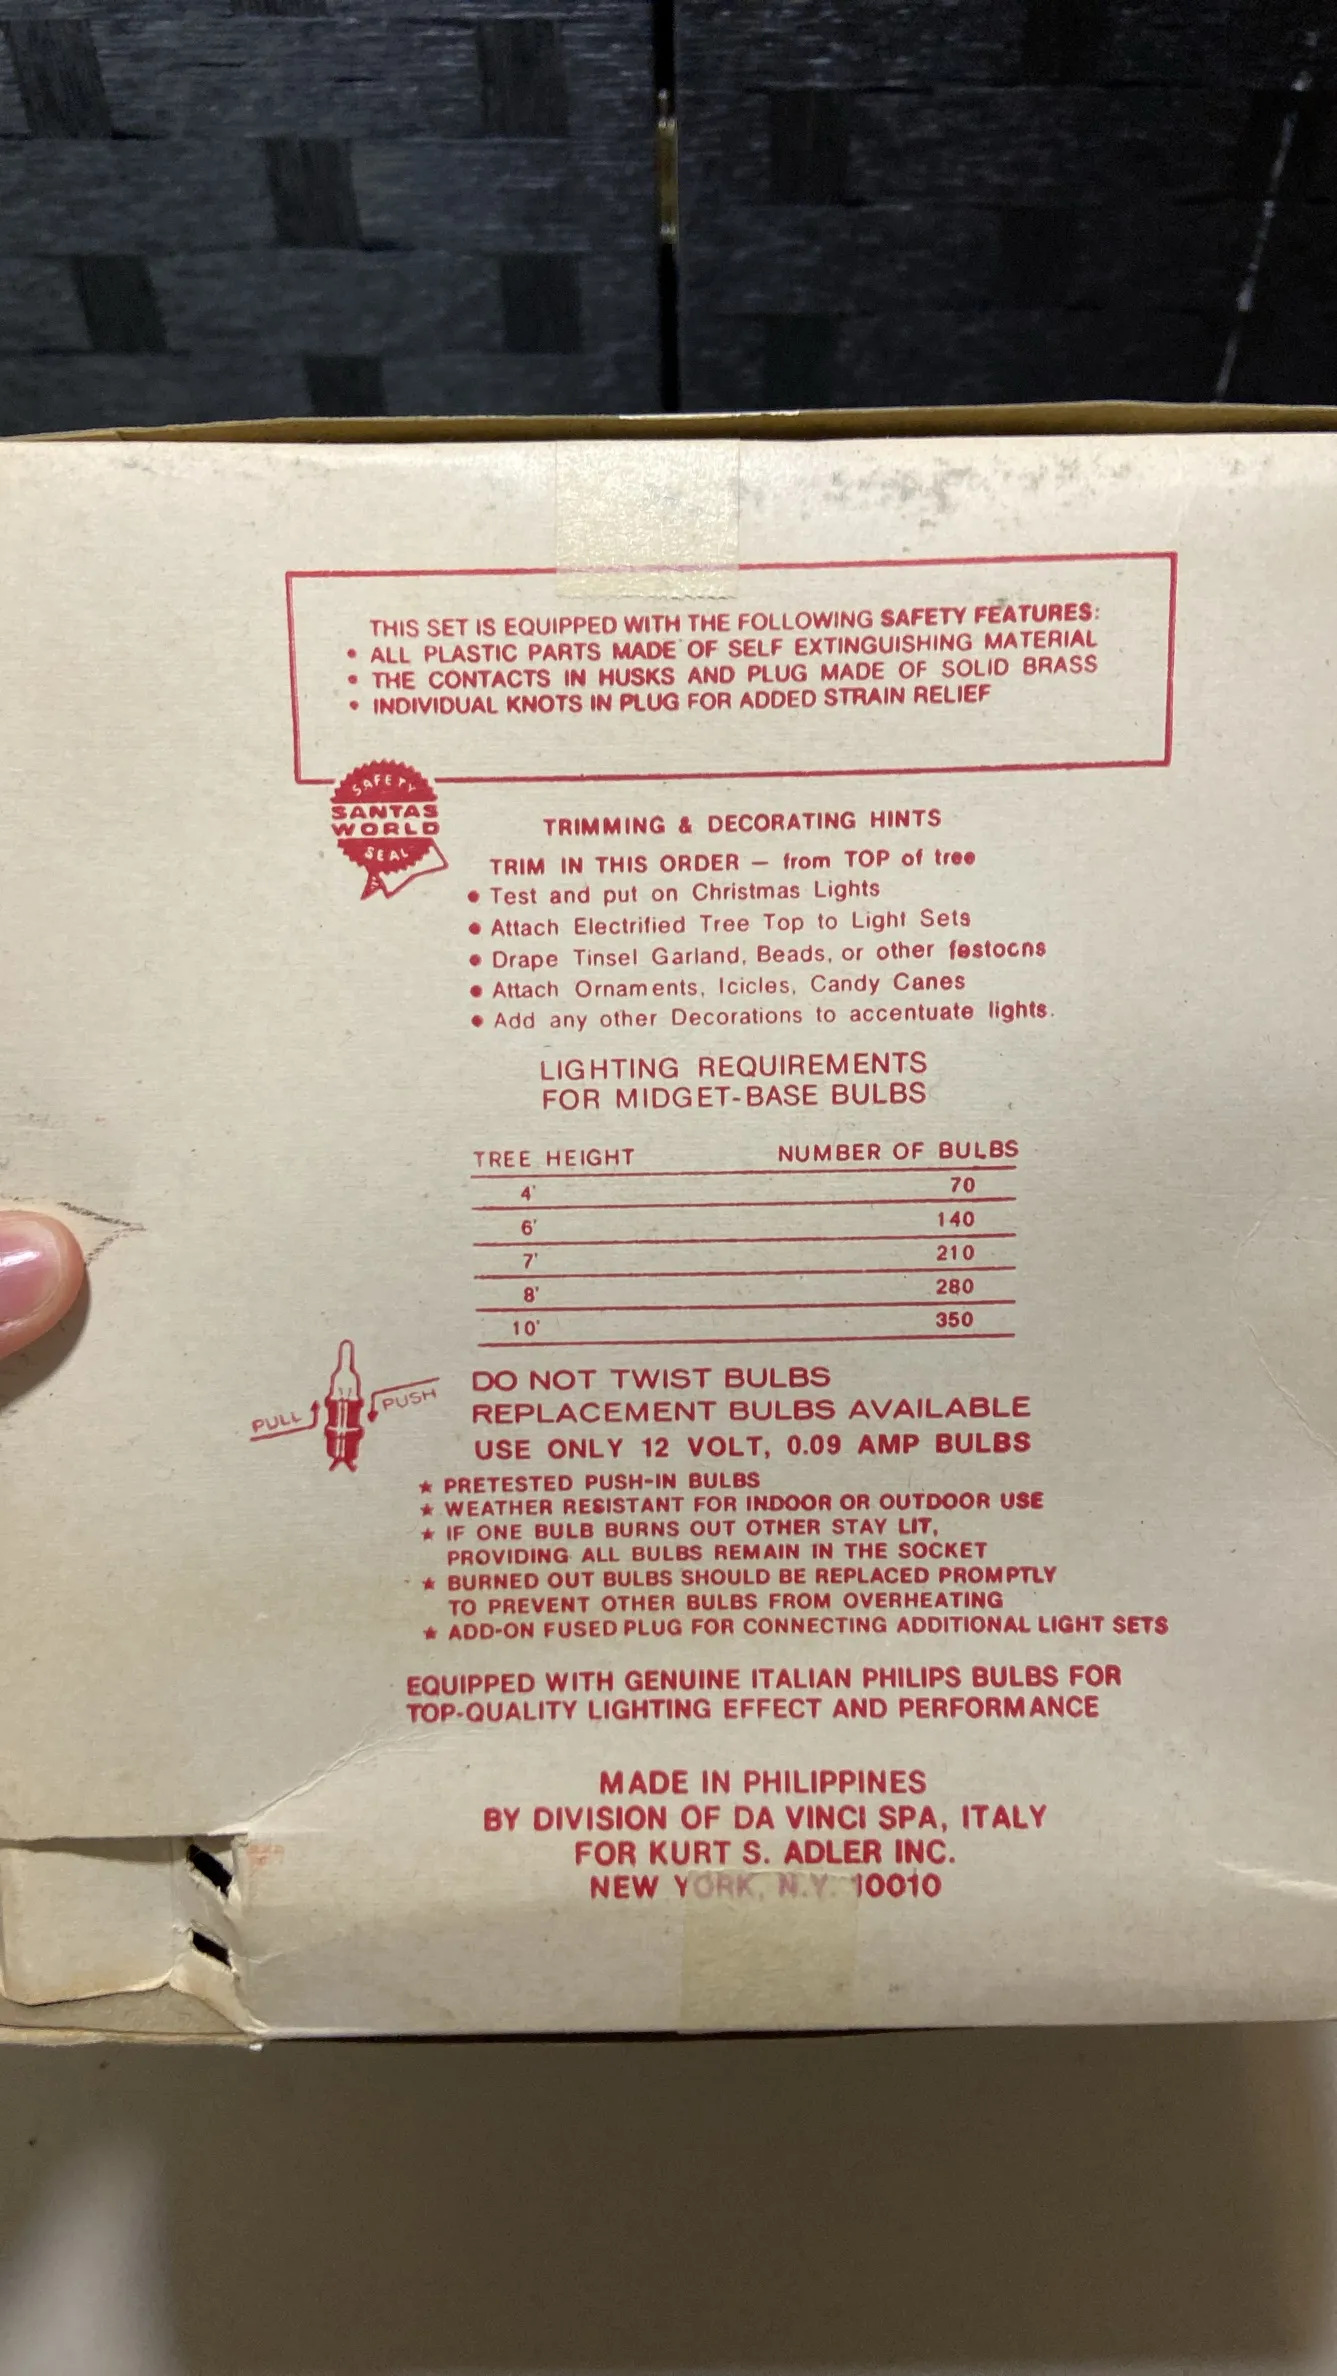 THIS SET IS EQUIPPED WITH THE FOLLOWING SAFETY FEATURES:
• ALL PLASTIC PARTS MADE OF SELF EXTINGUISHING MATERIAL
• THE CONTACTS IN HUSKS AND PLUG MADE OF SOLID BRASS
• INDIVIDUAL KNOTS IN PLUG FOR ADDED STRAIN RELIEF
SAFETY
SANTAS
WORLD
SEAL
TRIMMING & DECORATING HINTS
TRIM IN THIS ORDER — from TOP of tree
• Test and put on Christmas Lights
• Attach Electrified Tree Top to Light Sets
• Drape Tinsel Garland, Beads, or other festoons
• Attach Ornaments, Icicles, Candy Canes
• Add any other Decorations to accentuate lights.
LIGHTING REQUIREMENTS
FOR MIDGET-BASE BULBS
TREE HEIGHT NUMBER OF BULBS
4' 70
6' 140
7' 210
8' 280
10' 350
PULL
PUSH
DO NOT TWIST BULBS
REPLACEMENT BULBS AVAILABLE
USE ONLY 12 VOLT, 0.09 AMP BULBS
★ PRETESTED PUSH-IN BULBS
★ WEATHER RESISTANT FOR INDOOR OR OUTDOOR USE
★ IF ONE BULB BURNS OUT OTHER STAY LIT,
PROVIDING ALL BULBS REMAIN IN THE SOCKET
★ BURNED OUT BULBS SHOULD BE REPLACED PROMPTLY
TO PREVENT OTHER BULBS FROM OVERHEATING
★ ADD-ON FUSED PLUG FOR CONNECTING ADDITIONAL LIGHT SETS
EQUIPPED WITH GENUINE ITALIAN PHILIPS BULBS FOR
TOP-QUALITY LIGHTING EFFECT AND PERFORMANCE
MADE IN PHILIPPINES
BY DIVISION OF DA VINCI SPA, ITALY
FOR KURT S. ADLER INC.
NEW YORK, N.Y. 10010